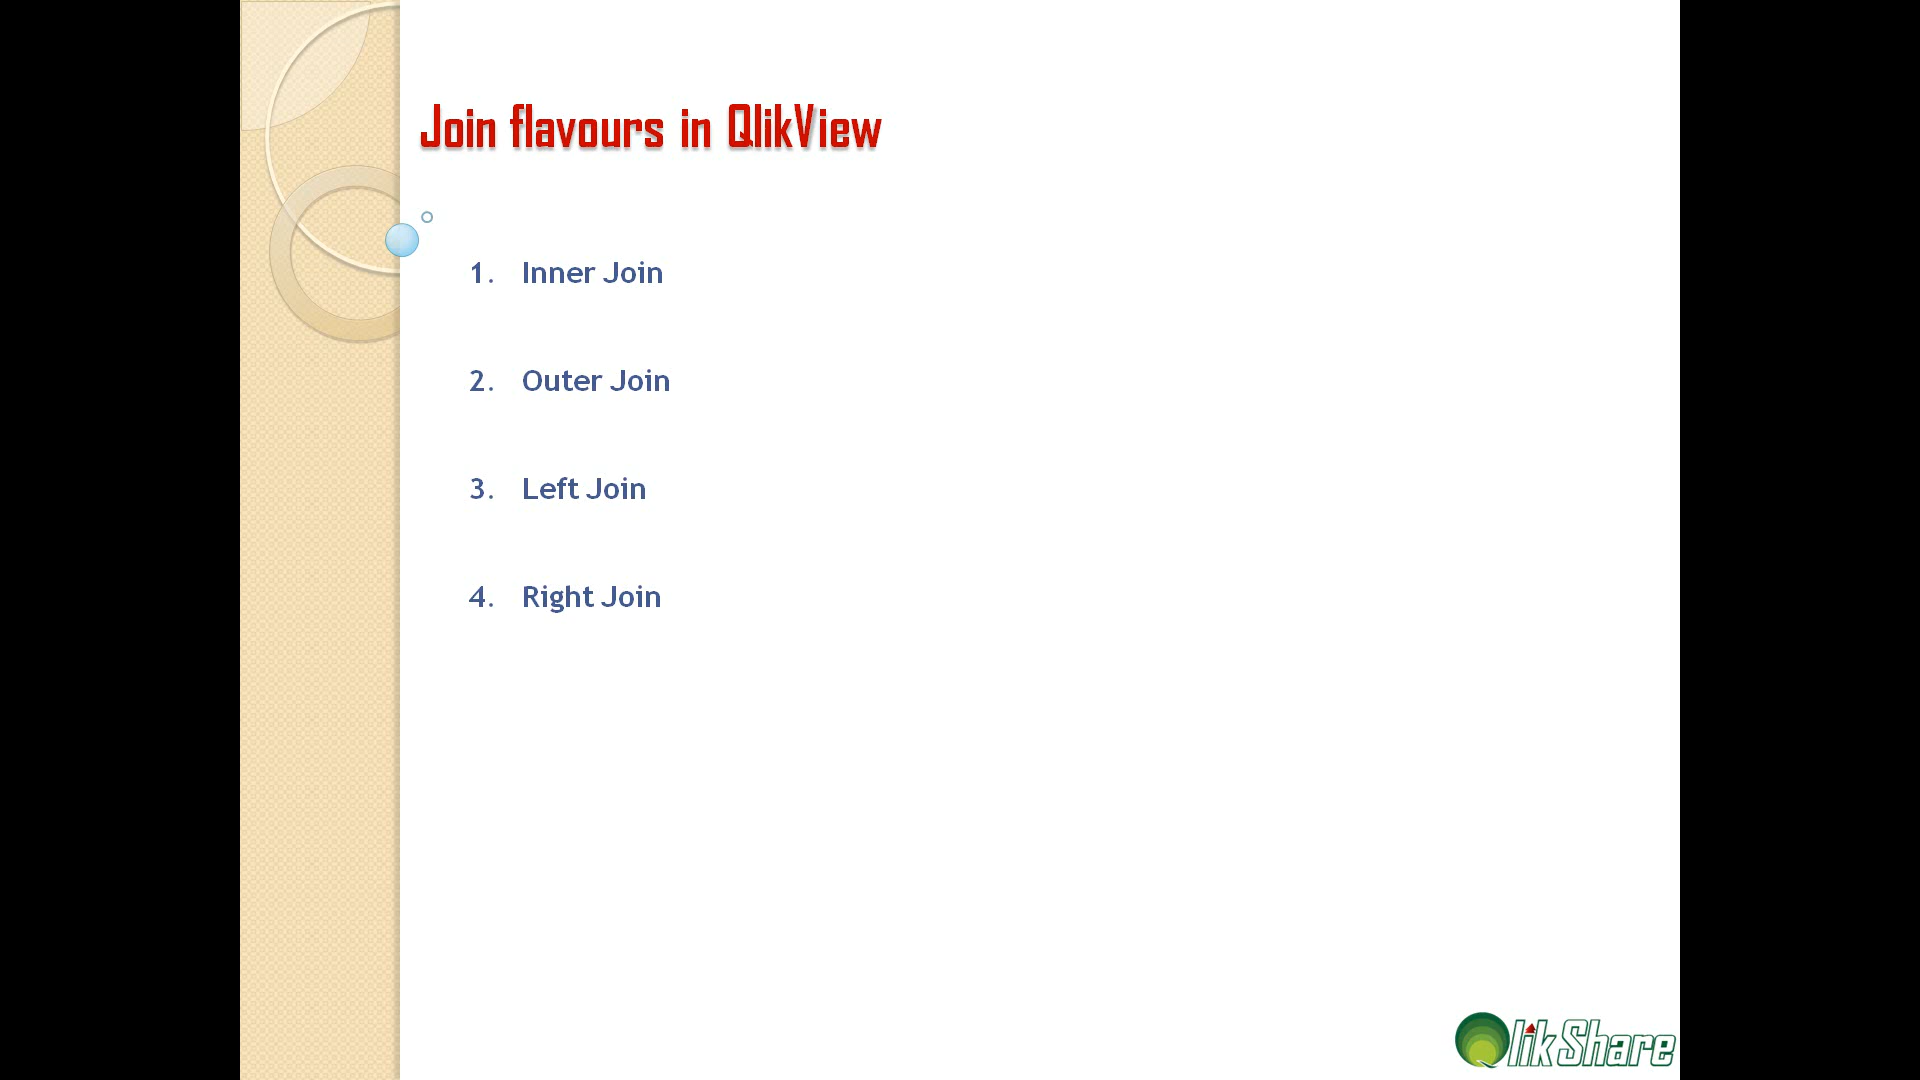 Join flavours in QlikView
1. Inner Join
2. Outer Join
3. Left Join
4. Right Join
QlikShare